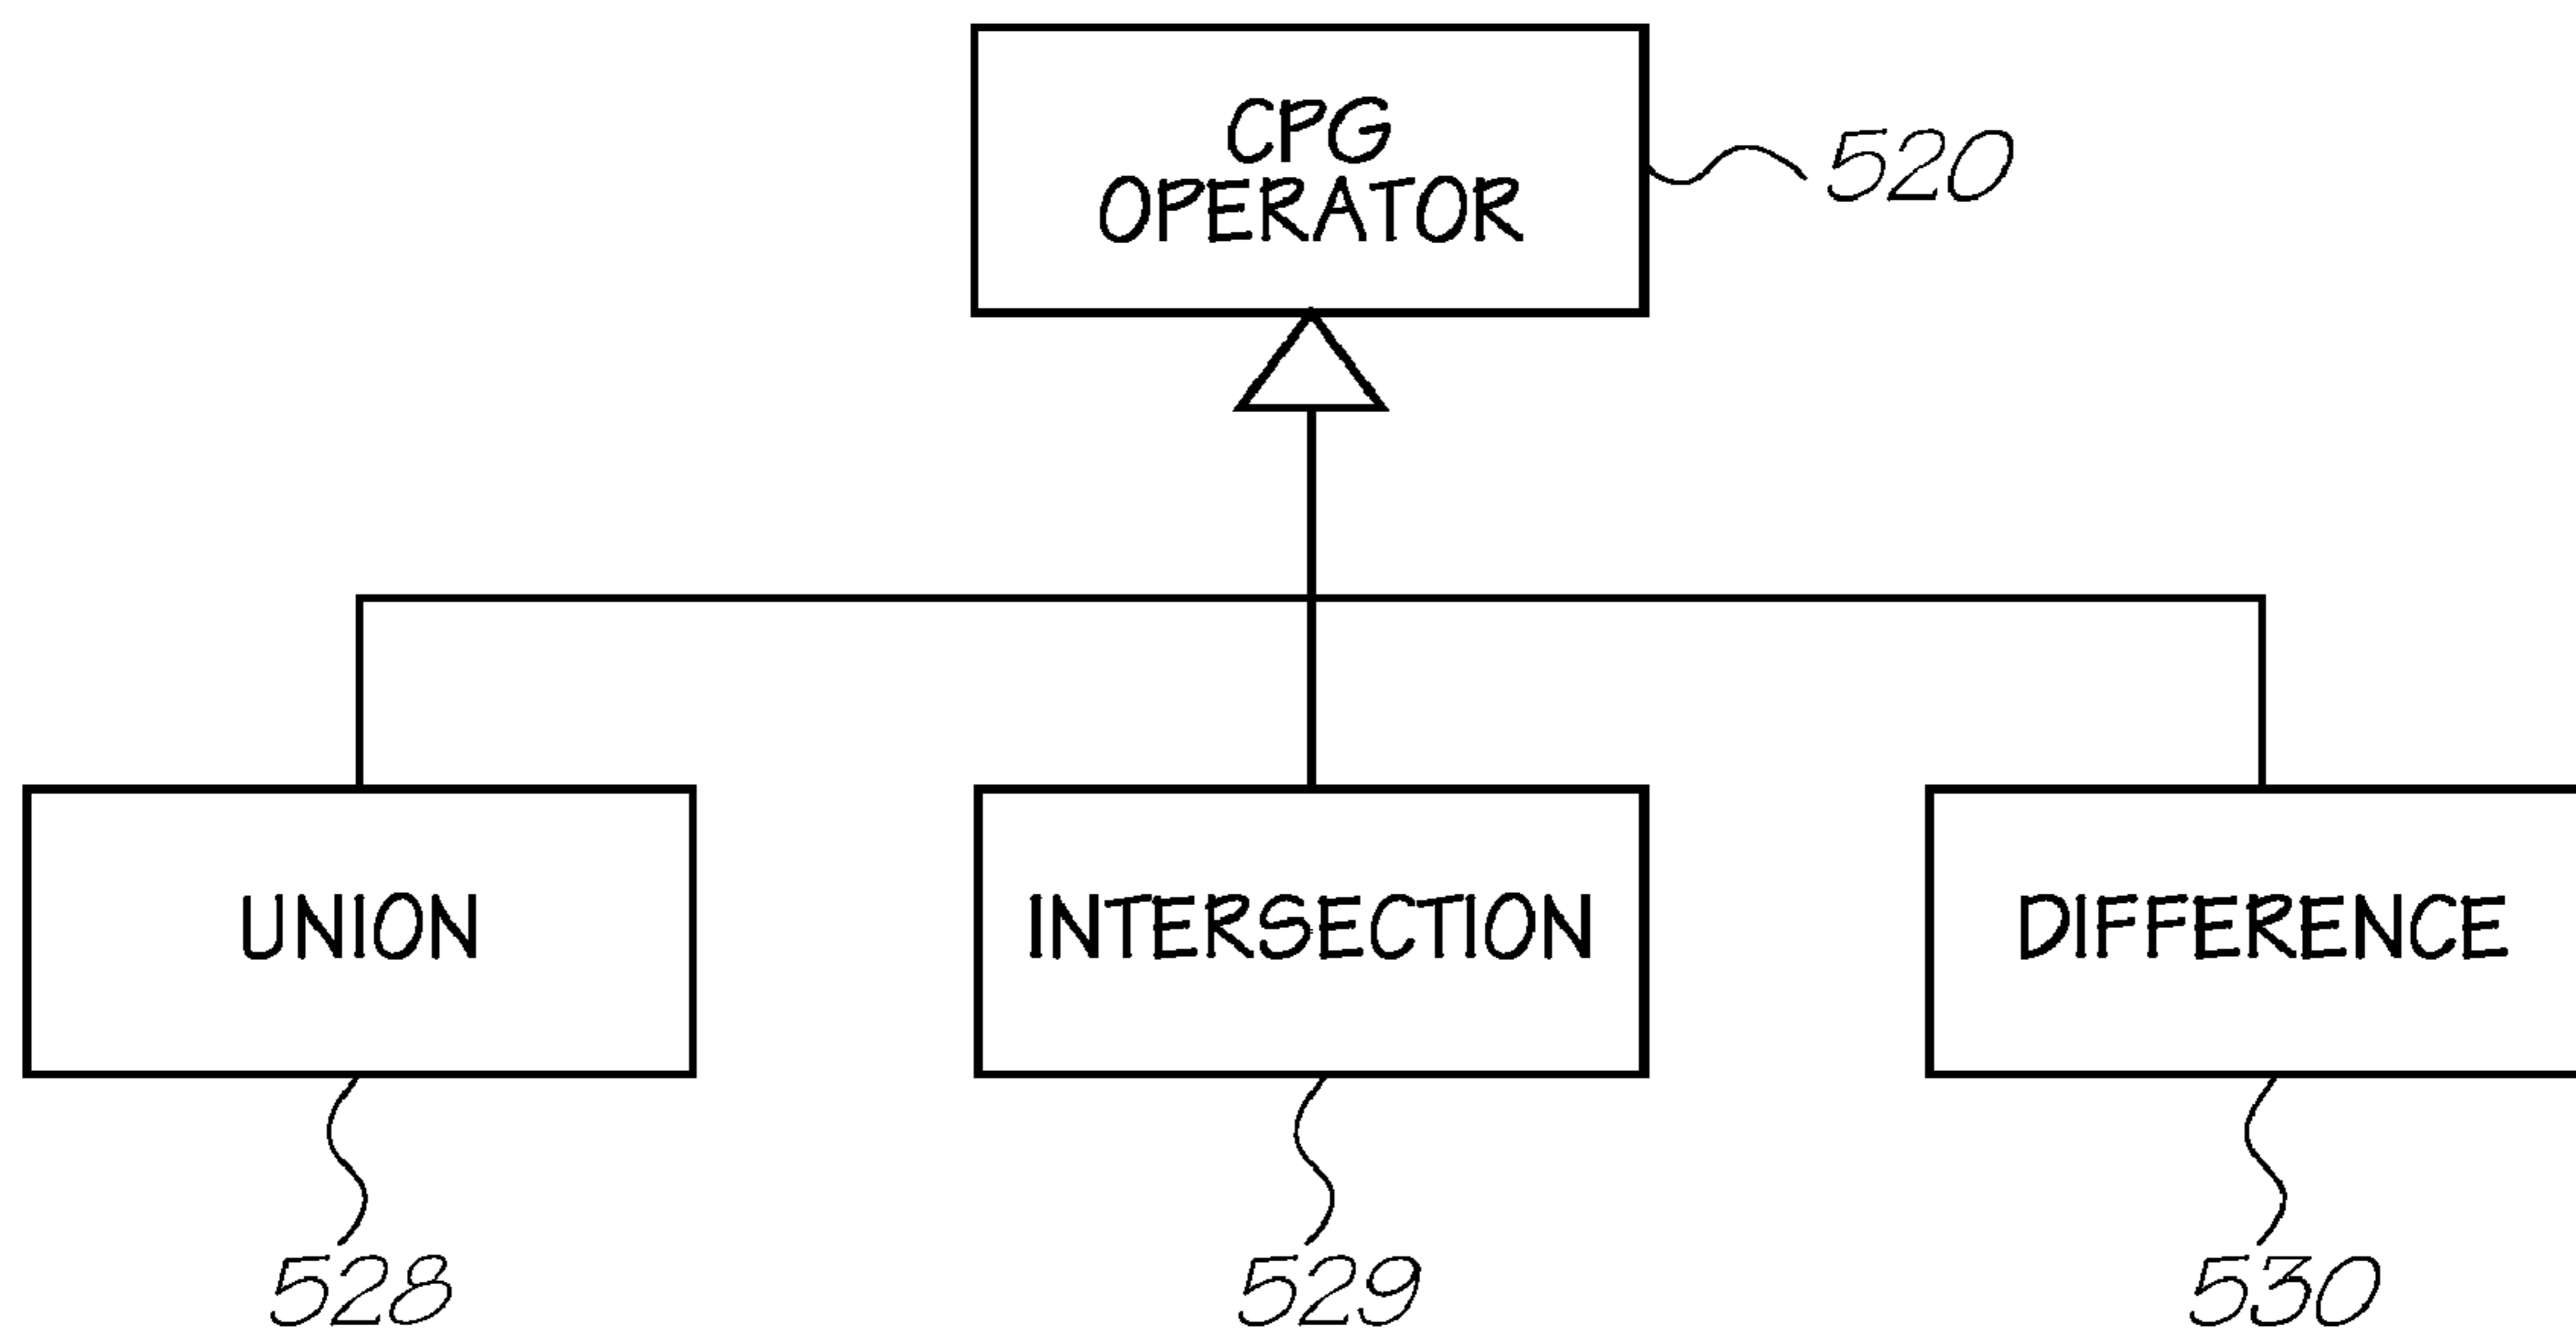 CPG
OPERATOR
520
UNION
INTERSECTION
DIFFERENCE
528
529
530